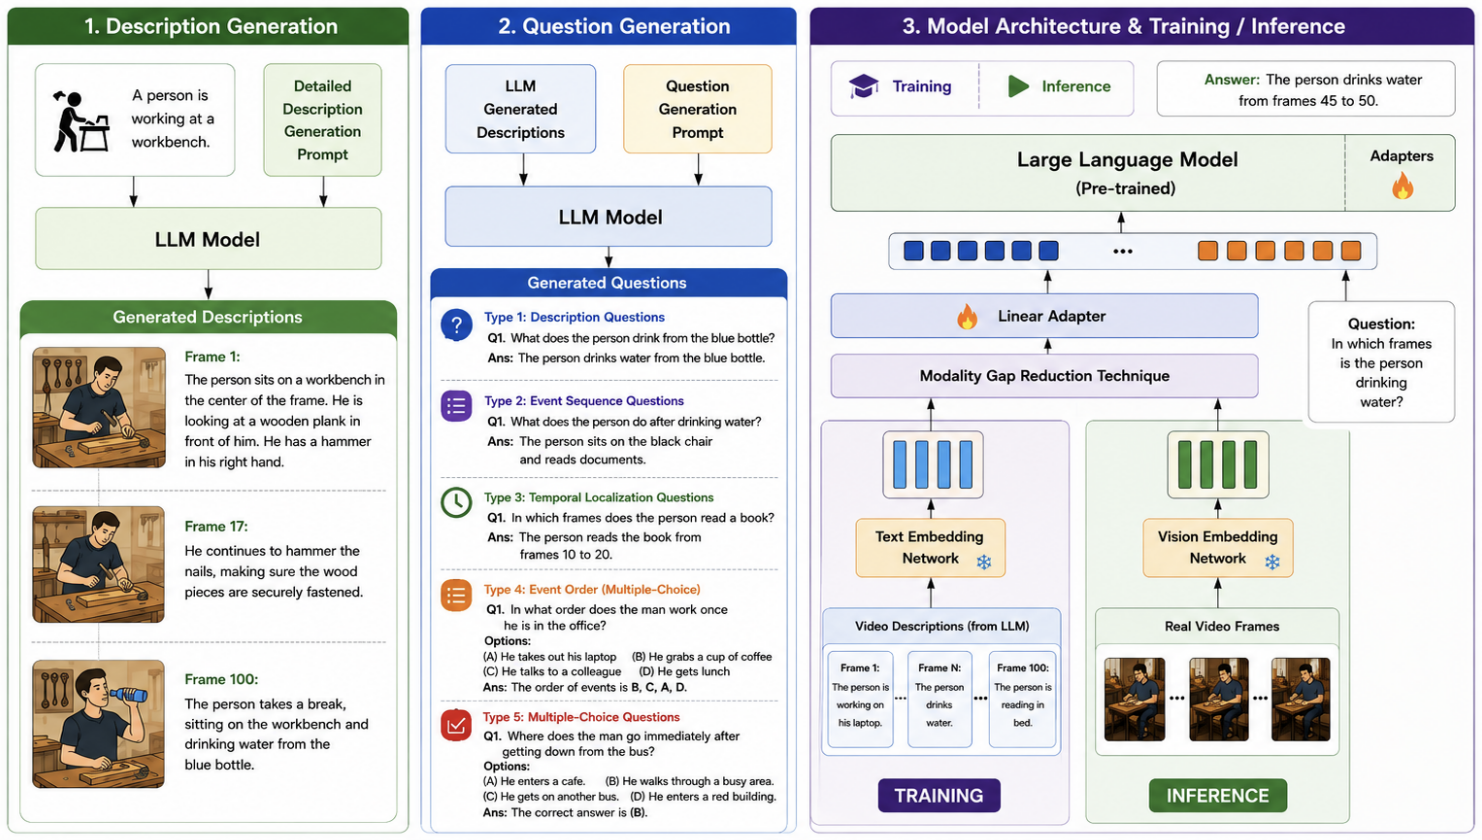 1. Description Generation
A person is
working at a
workbench.
Detailed
Description
Generation
Prompt
LLM Model
Generated Descriptions
Frame 1:
The person sits on a workbench in
the center of the frame. He is
looking at a wooden plank in
front of him. He has a hammer
in his right hand.
Frame 17:
He continues to hammer the
nails, making sure the wood
pieces are securely fastened.
Frame 100:
The person takes a break,
sitting on the workbench and
drinking water from the
blue bottle.
2. Question Generation
LLM
Generated
Descriptions
Question
Generation
Prompt
LLM Model
Generated Questions
?
Type 1: Description Questions
Q1. What does the person drink from the blue bottle?
Ans: The person drinks water from the blue bottle.
Type 2: Event Sequence Questions
Q1. What does the person do after drinking water?
Ans: The person sits on the black chair
and reads documents.
Type 3: Temporal Localization Questions
Q1. In which frames does the person read a book?
Ans: The person reads the book from
frames 10 to 20.
Type 4: Event Order (Multiple-Choice)
Q1. In what order does the man work once
he is in the office?
Options:
(A) He takes out his laptop (B) He grabs a cup of coffee
(C) He talks to a colleague (D) He gets lunch
Ans: The order of events is B, C, A, D.
Type 5: Multiple-Choice Questions
Q1. Where does the man go immediately after
getting down from the bus?
Options:
(A) He enters a cafe. (B) He walks through a busy area.
(C) He gets on another bus. (D) He enters a red building.
Ans: The correct answer is (B).
3. Model Architecture & Training / Inference
Training
Inference
Answer: The person drinks water
from frames 45 to 50.
Large Language Model
(Pre-trained)
Adapters
...
Linear Adapter
Modality Gap Reduction Technique
Question:
In which frames
is the person
drinking
water?
Text Embedding
Network
Vision Embedding
Network
Video Descriptions (from LLM)
Frame 1:
The person is
working on
his laptop.
...
Frame N:
The person
drinks
water.
...
Frame 100:
The person is
reading in
bed.
Real Video Frames
... ...
TRAINING
INFERENCE